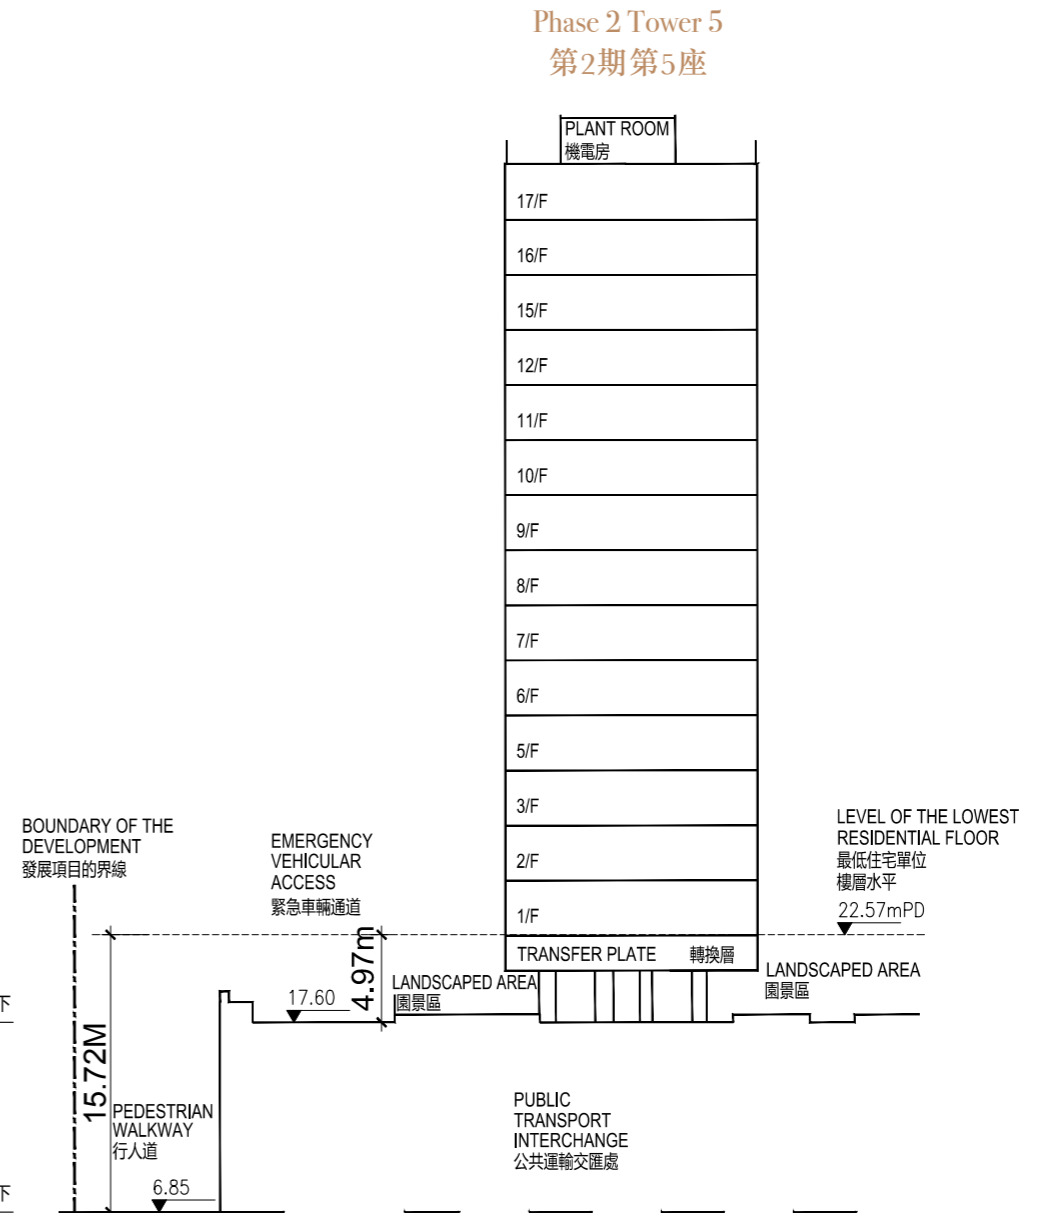 Phase 2 Tower 5
第2期第5座
PLANT ROOM
機電房
17/F
16/F
15/F
12/F
11/F
10/F
9/F
8/F
7/F
6/F
5/F
3/F
2/F
1/F
TRANSFER PLATE 轉換層
BOUNDARY OF THE
DEVELOPMENT
發展項目的界線
EMERGENCY
VEHICULAR
ACCESS
緊急車輛通道
LEVEL OF THE LOWEST
RESIDENTIAL FLOOR
最低住宅單位
樓層水平
22.57mPD
4.97m
17.60
LANDSCAPED AREA
園景區
LANDSCAPED AREA
園景區
下
15.72M
PEDESTRIAN
WALKWAY
行人道
6.85
PUBLIC
TRANSPORT
INTERCHANGE
公共運輸交匯處
下